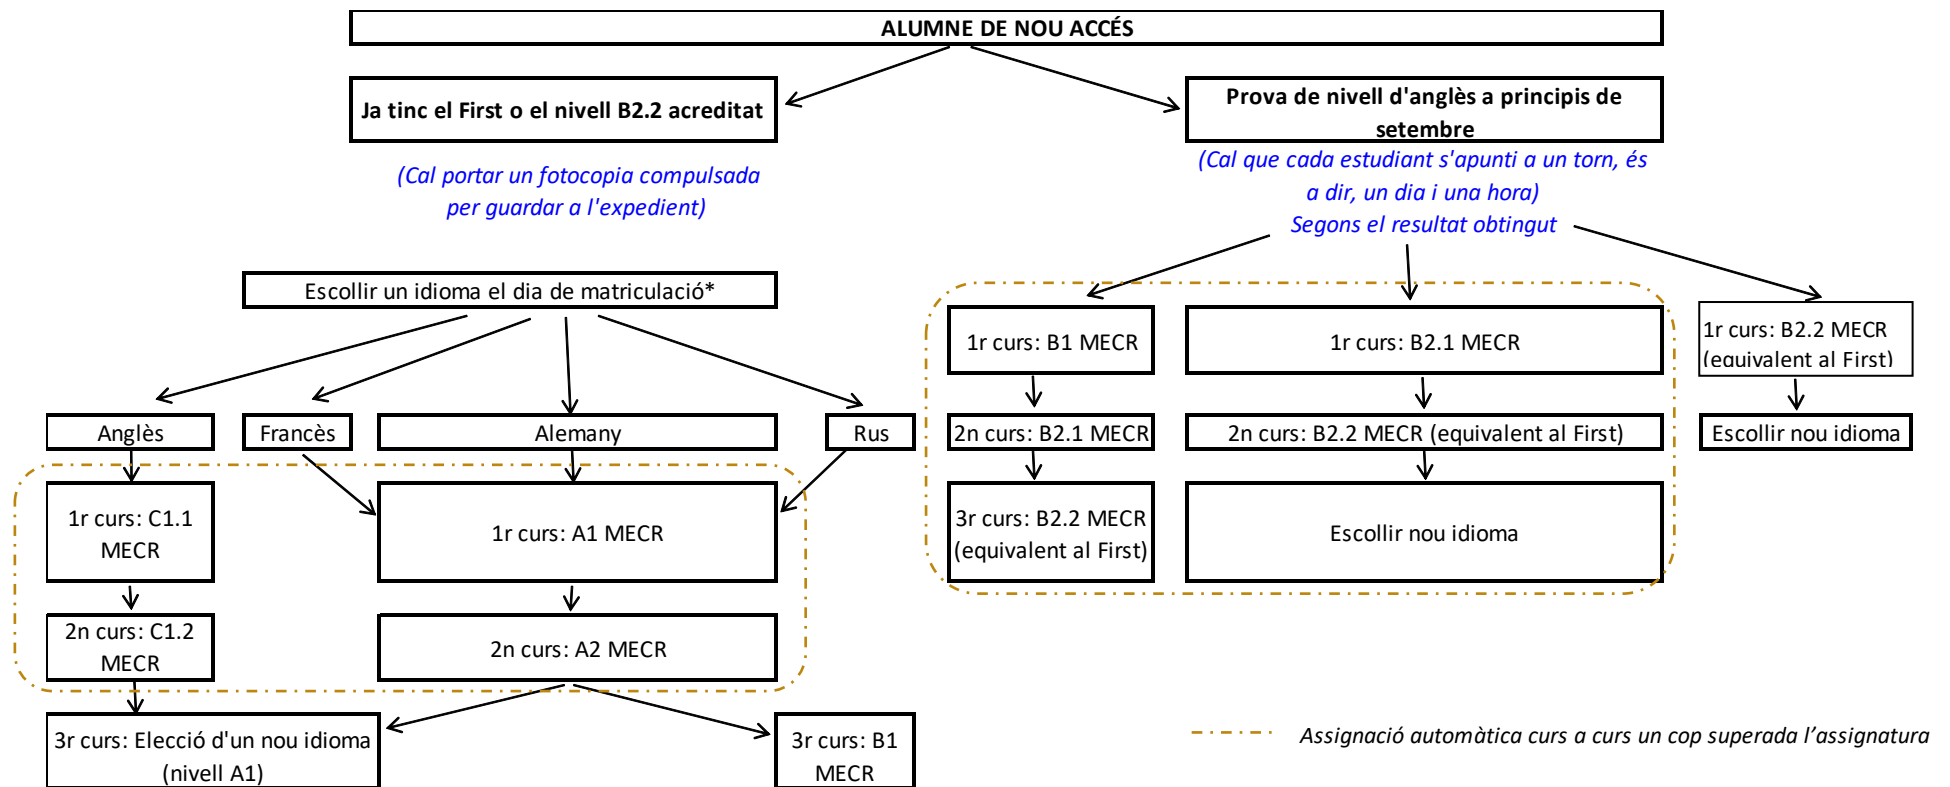 ALUMNE DE NOU ACCÉS
Ja tinc el First o el nivell B2.2 acreditat
Prova de nivell d'anglès a principis de
setembre
(Cal portar un fotocopia compulsada
per guardar a l'expedient)
(Cal que cada estudiant s'apunti a un torn, és
a dir, un dia i una hora)
Segons el resultat obtingut
Escollir un idioma el dia de matriculació*
Anglès
Francès
Alemany
Rus
1r curs: C1.1
MECR
1r curs: A1 MECR
2n curs: C1.2
MECR
2n curs: A2 MECR
3r curs: Elecció d'un nou idioma
(nivell A1)
3r curs: B1
MECR
1r curs: B1 MECR
1r curs: B2.1 MECR
1r curs: B2.2 MECR
(equivalent al First)
2n curs: B2.1 MECR
2n curs: B2.2 MECR (equivalent al First)
Escollir nou idioma
3r curs: B2.2 MECR
(equivalent al First)
Escollir nou idioma
Assignació automàtica curs a curs un cop superada l’assignatura